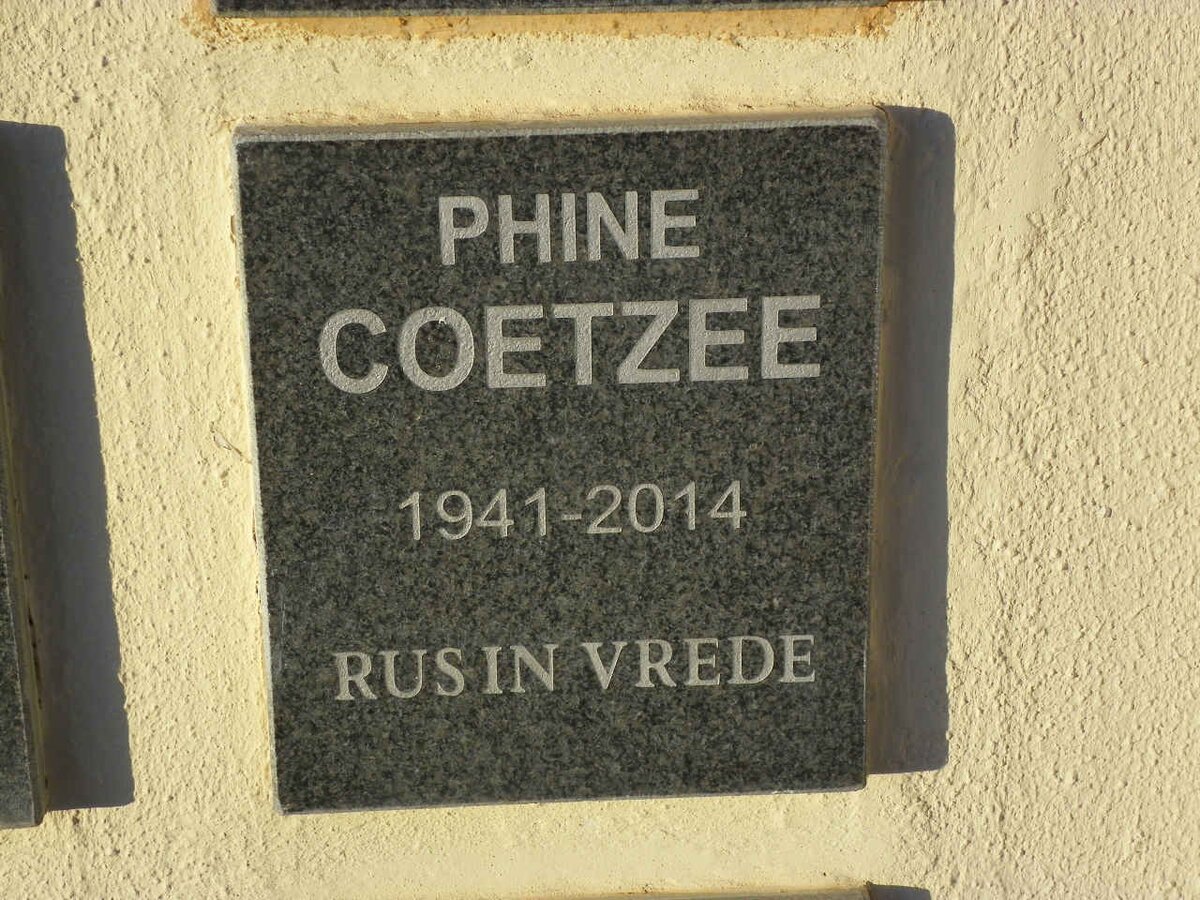 PHINE
COETZEE
1941-2014
RUS IN VREDE